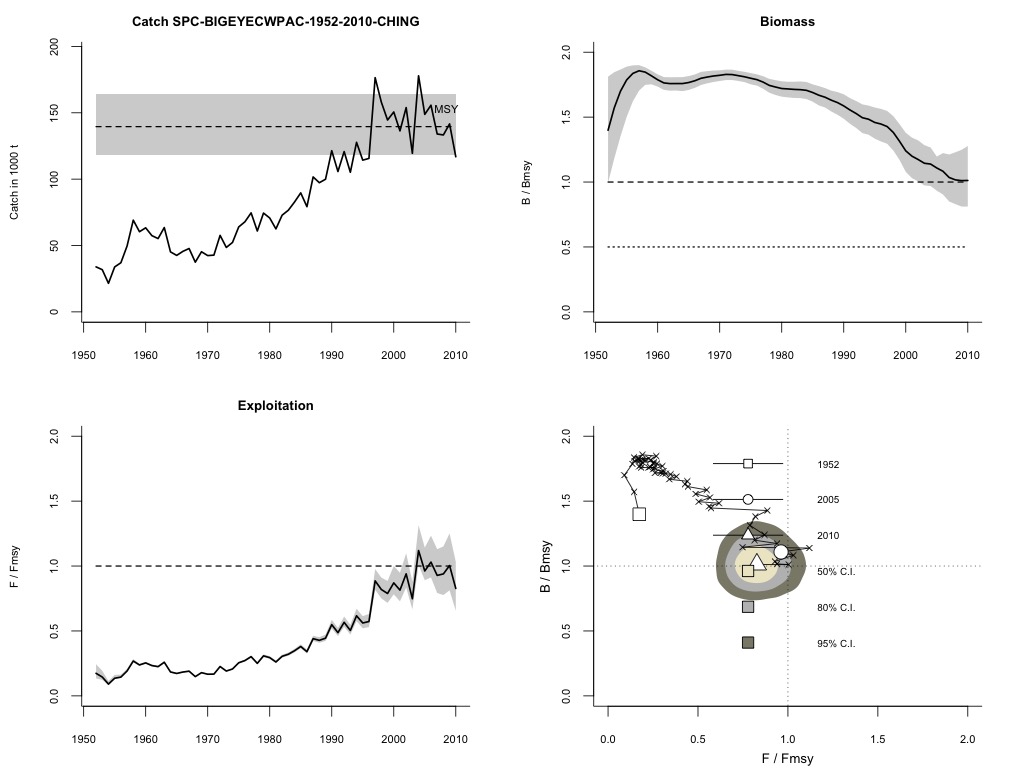 Catch SPC-BIGEYECWPAC-1952-2010-CHING
Catch in 1000 t
200
150
100
50
0
MSY
1950 1960 1970 1980 1990 2000 2010
Biomass
B / Bmsy
2.0
1.5
1.0
0.5
0.0
1950 1960 1970 1980 1990 2000 2010
Exploitation
F / Fmsy
2.0
1.5
1.0
0.5
0.0
1950 1960 1970 1980 1990 2000 2010
B / Bmsy
2.0
1.5
1.0
0.5
0.0
1952
2005
2010
50% C.I.
80% C.I.
95% C.I.
0.0 0.5 1.0 1.5 2.0
F / Fmsy